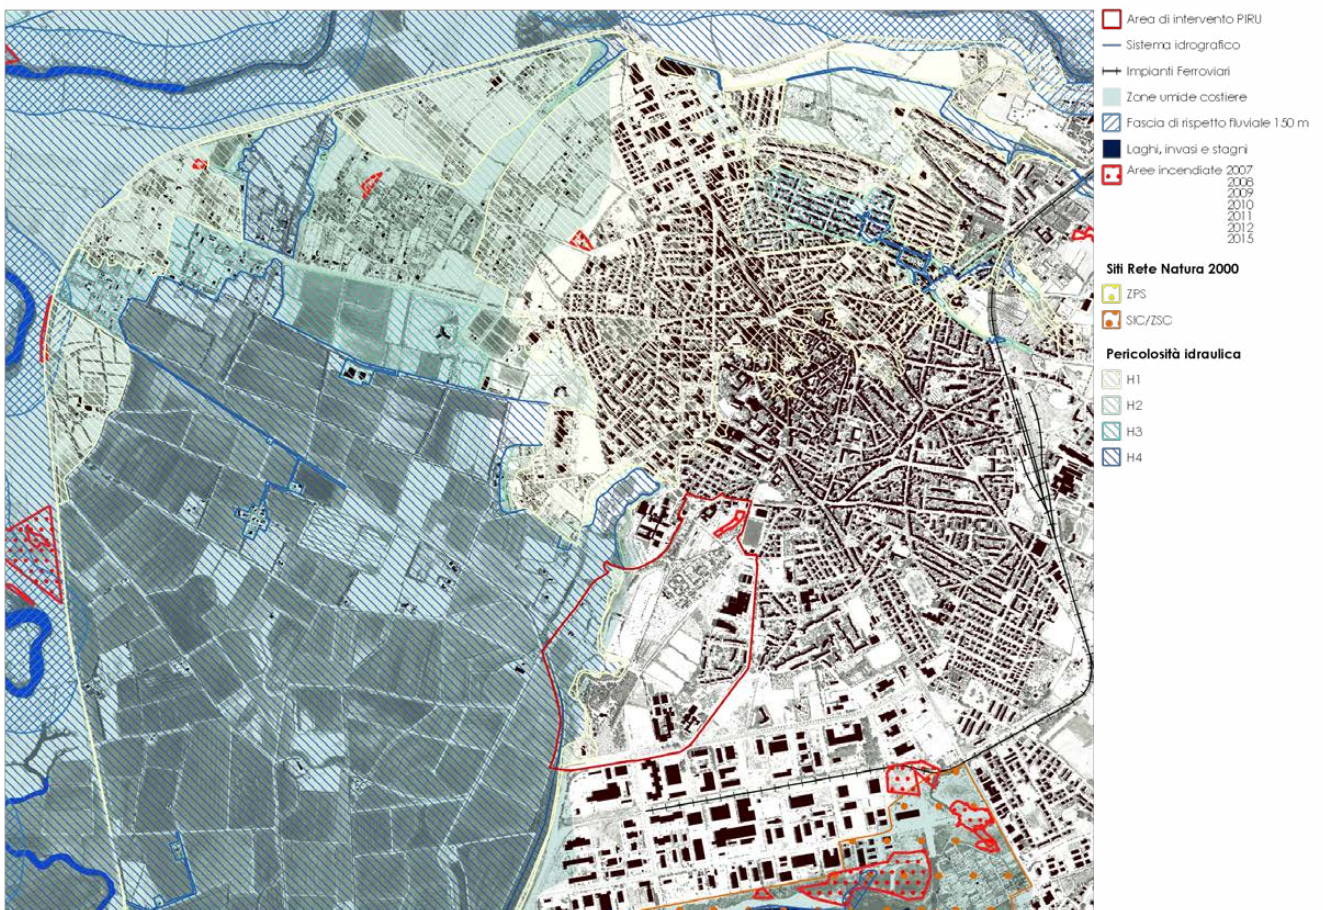 Area di intervento PIRU
Sistema idrografico
Impianti Ferroviari
Zone umide costiere
Fascia di rispetto fluviale 150 m
Laghi, invasi e stagni
Aree incendiate 2007
2008
2009
2010
2011
2012
2015
Siti Rete Natura 2000
ZPS
SIC/ZSC
Pericolosità idraulica
H1
H2
H3
H4